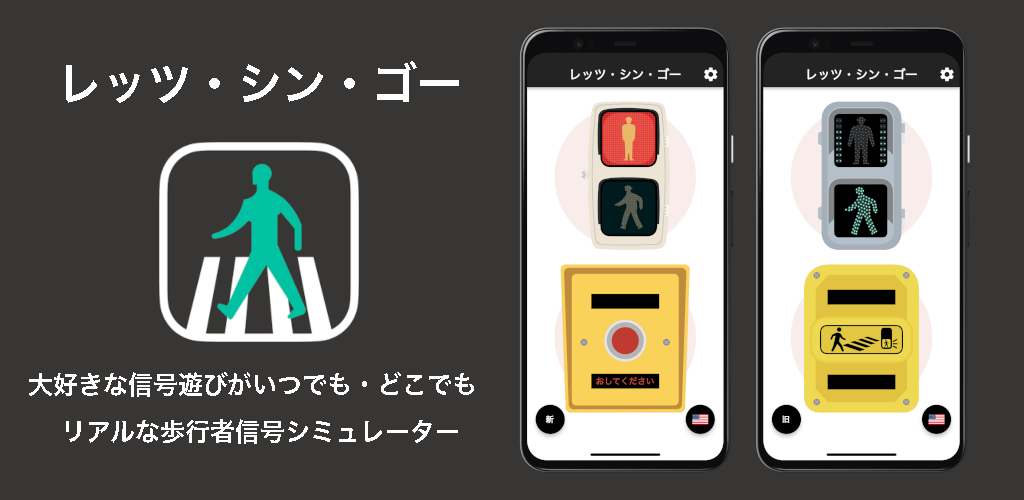 レッツ・シン・ゴー
大好きな信号遊びがいつでも・どこでも
リアルな歩行者信号シミュレーター
レッツ・シン・ゴー
おしてください
新
レッツ・シン・ゴー
旧